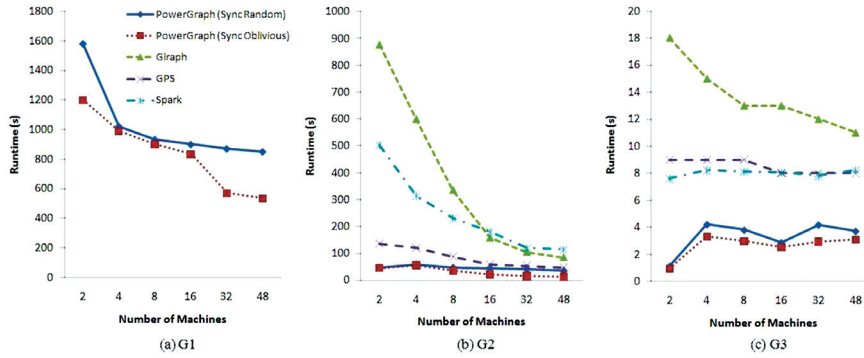 1800
1600
1400
1200
1000
800
600
400
200
0
Runtime (s)
2 4 8 16 32 48
Number of Machines
(a) G1
PowerGraph (Sync Random)
PowerGraph (Sync Oblivious)
Giraph
GPS
Spark
1000
900
800
700
600
500
400
300
200
100
0
Runtime (s)
2 4 8 16 32 48
Number of Machines
(b) G2
20
18
16
14
12
10
8
6
4
2
0
Runtime (s)
2 4 8 16 32 48
Number of Machines
(c) G3